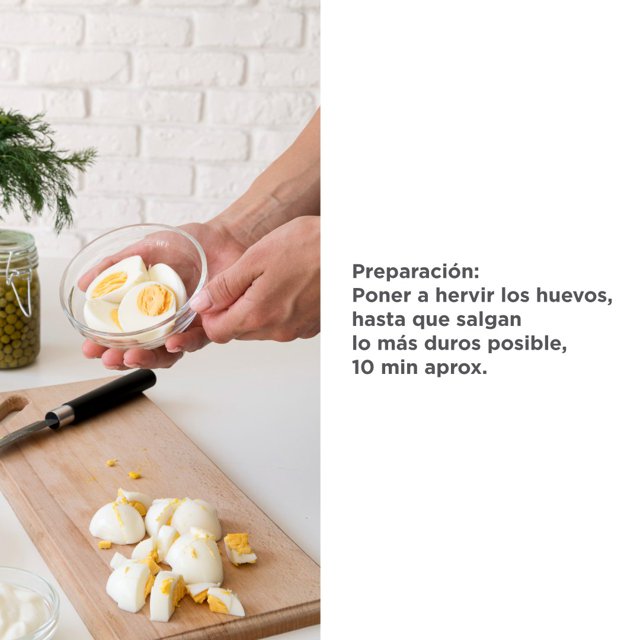 Preparación:
Poner a hervir los huevos,
hasta que salgan
lo más duros posible,
10 min aprox.